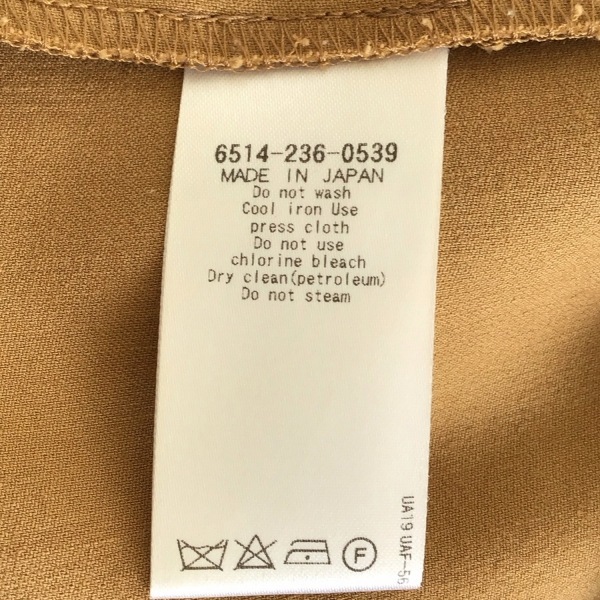 6514-236-0539
MADE IN JAPAN
Do not wash
Cool iron Use
press cloth
Do not use
chlorine bleach
Dry clean(petroleum)
Do not steam
F
UA19 UAF-56